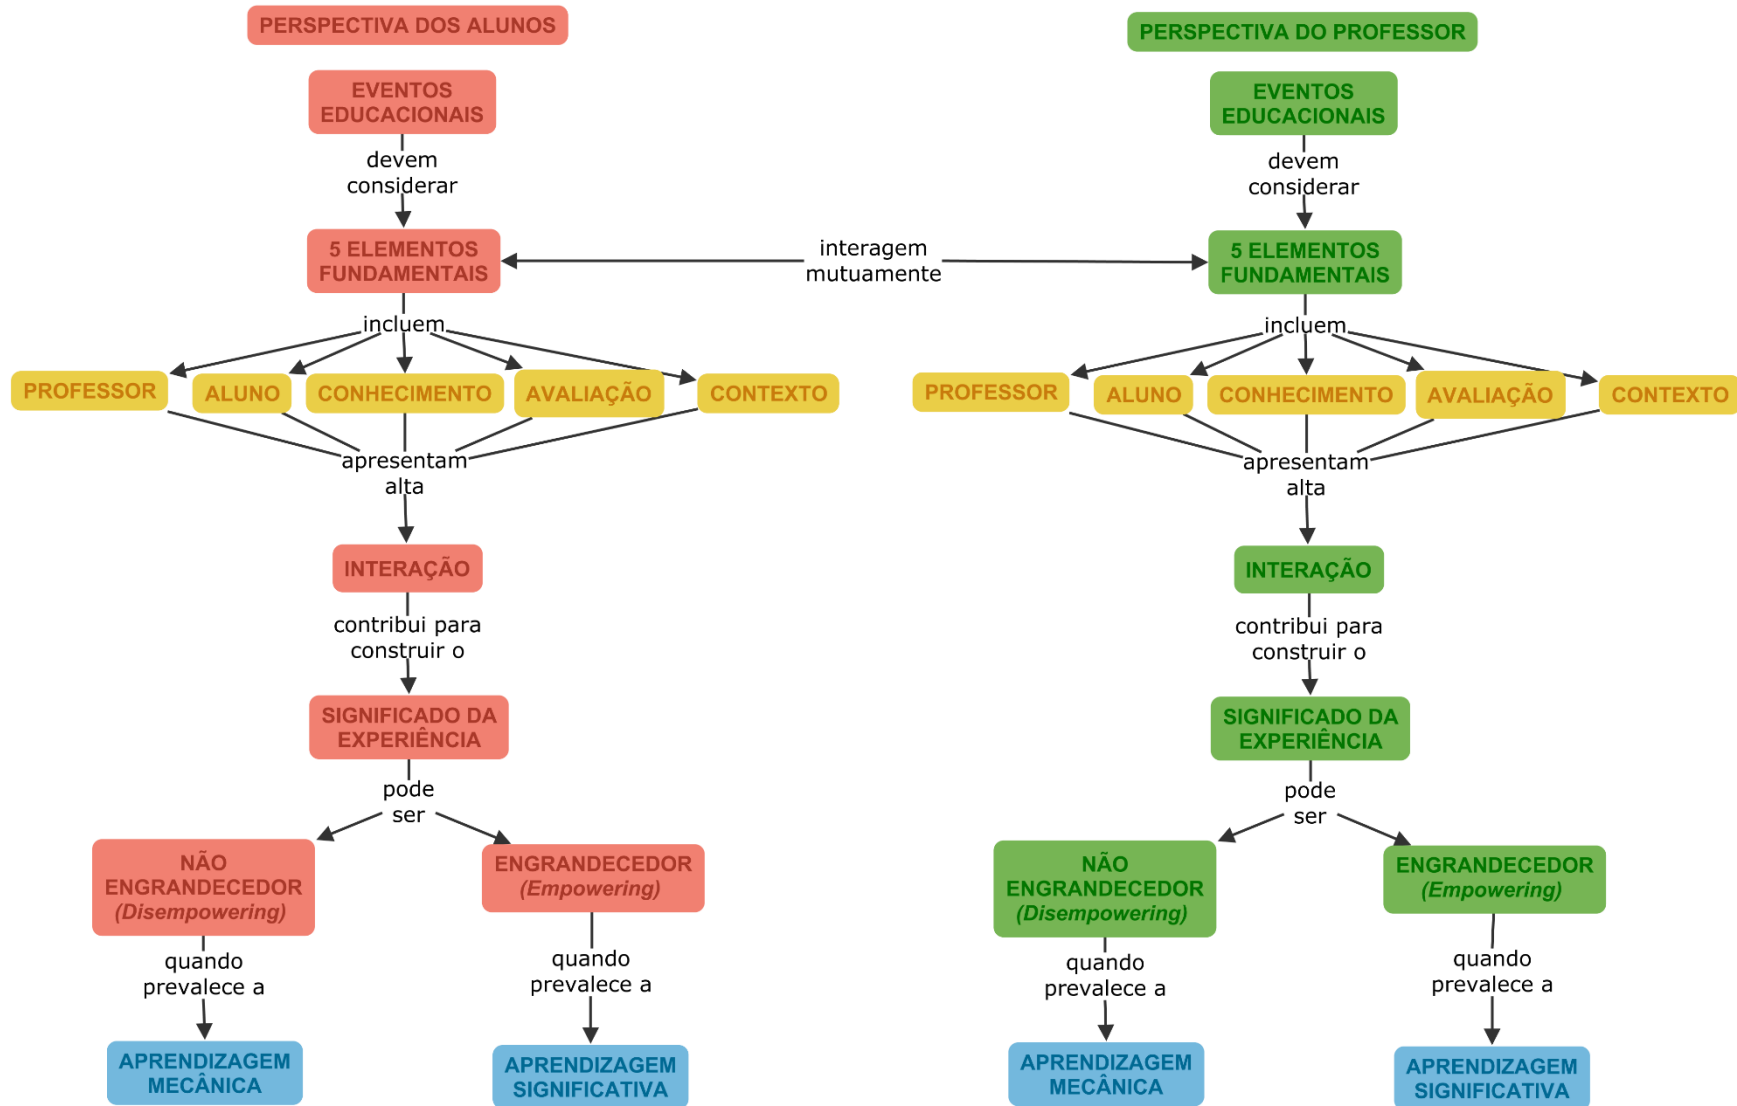 PERSPECTIVA DOS ALUNOS
EVENTOS
EDUCACIONAIS
devem
considerar
5 ELEMENTOS
FUNDAMENTAIS
interagem
mutuamente
incluem
PROFESSOR
ALUNO
CONHECIMENTO
AVALIAÇÃO
CONTEXTO
apresentam
alta
INTERAÇÃO
contribui para
construir o
SIGNIFICADO DA
EXPERIÊNCIA
pode
ser
NÃO
ENGRANDECEDOR
(Disempowering)
quando
prevalece a
APRENDIZAGEM
MECÂNICA
ENGRANDECEDOR
(Empowering)
quando
prevalece a
APRENDIZAGEM
SIGNIFICATIVA
PERSPECTIVA DO PROFESSOR
EVENTOS
EDUCACIONAIS
devem
considerar
5 ELEMENTOS
FUNDAMENTAIS
incluem
PROFESSOR
ALUNO
CONHECIMENTO
AVALIAÇÃO
CONTEXTO
apresentam
alta
INTERAÇÃO
contribui para
construir o
SIGNIFICADO DA
EXPERIÊNCIA
pode
ser
NÃO
ENGRANDECEDOR
(Disempowering)
quando
prevalece a
APRENDIZAGEM
MECÂNICA
ENGRANDECEDOR
(Empowering)
quando
prevalece a
APRENDIZAGEM
SIGNIFICATIVA